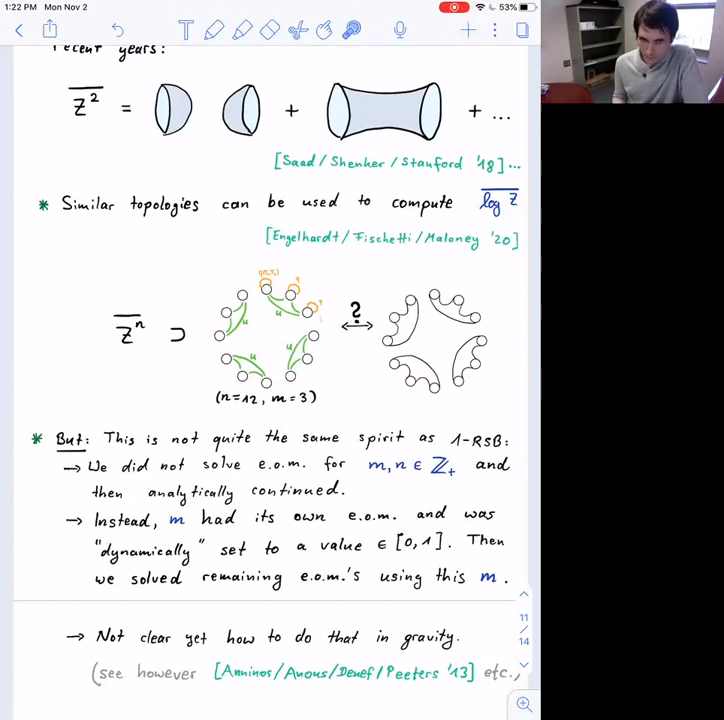 1:22 PM Mon Nov 2
53%
recent years:
Z² = + + ...
[Saad/Shenker/Stanford '18]...
* Similar topologies can be used to compute log Z
[Engelhardt/Fischetti/Maloney '20]
Zⁿ ⊃ u u u u ↔ ?
(n=12, m=3)
* But: This is not quite the same spirit as 1-RSB:
→ We did not solve e.o.m. for m,n ∈ ℤ₊ and
then analytically continued.
→ Instead, m had its own e.o.m. and was
"dynamically" set to a value ∈ [0,1]. Then
we solved remaining e.o.m.'s using this m.
→ Not clear yet how to do that in gravity.
(see however [Anninos/Anous/Denef/Peeters '13] etc.,
11
14